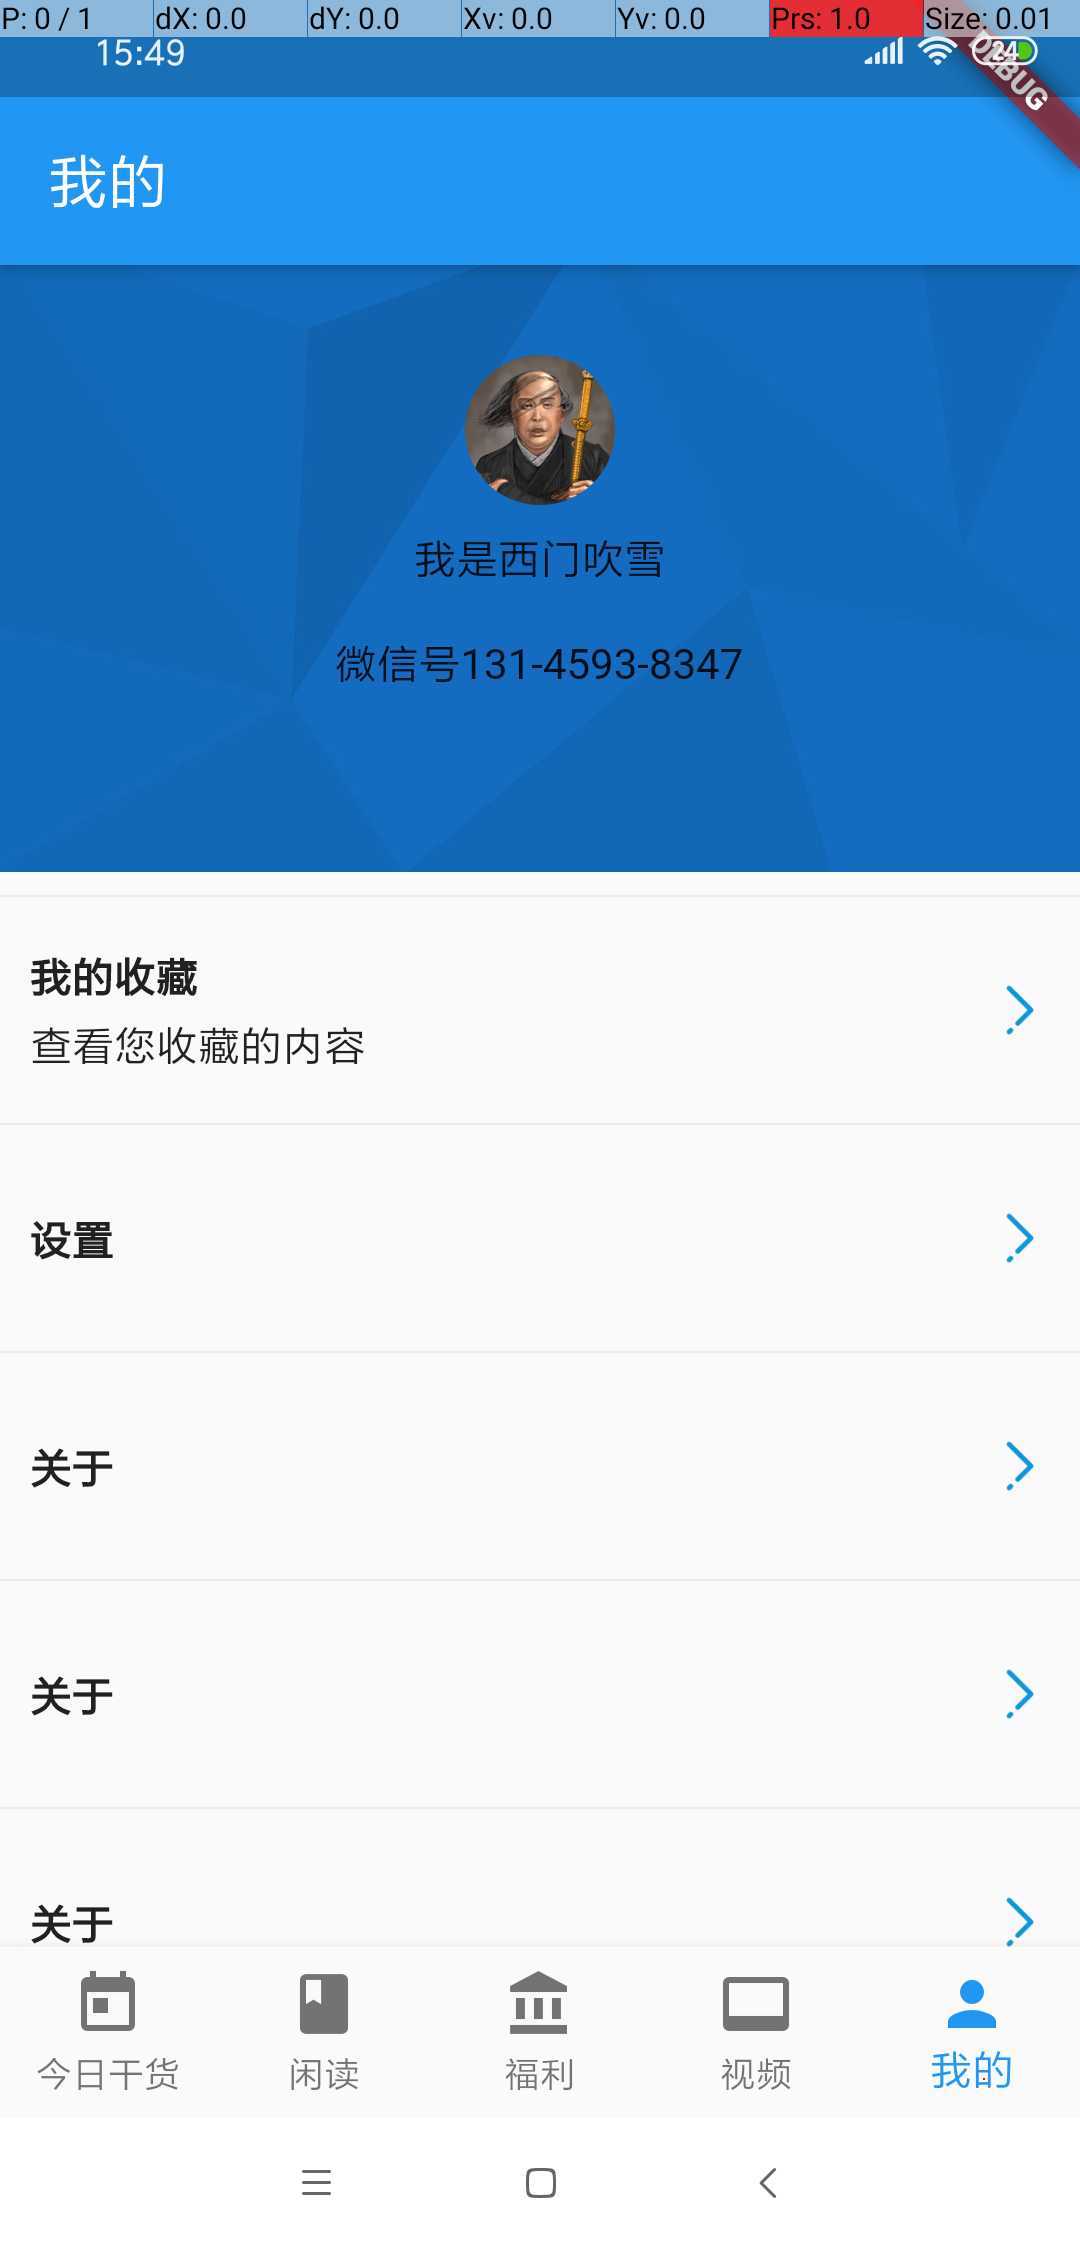 P: 0 / 1 dX: 0.0 dY: 0.0 Xv: 0.0 Yv: 0.0 Prs: 1.0 Size: 0.01
15:49 24
DEBUG
我的
我是西门吹雪
微信号131-4593-8347
我的收藏
查看您收藏的内容
设置
关于
关于
关于
今日干货 闲读 福利 视频 我的